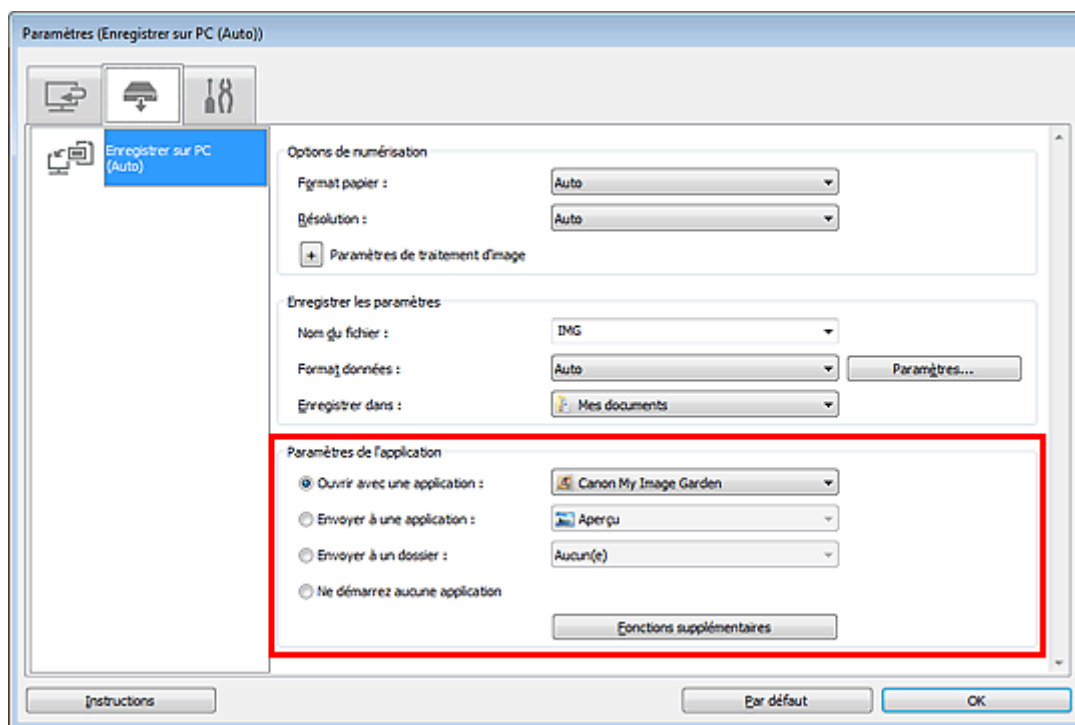 Paramètres (Enregistrer sur PC (Auto))
Enregistrer sur PC
(Auto)
Options de numérisation
Format papier : Auto
Résolution : Auto
+ Paramètres de traitement d'image
Enregistrer les paramètres
Nom du fichier : IMG
Format données : Auto Paramètres...
Enregistrer dans : Mes documents
Paramètres de l'application
Ouvrir avec une application : Canon My Image Garden
Envoyer à une application : Aperçu
Envoyer à un dossier : Aucun(e)
Ne démarrez aucune application
Fonctions supplémentaires
Instructions Par défaut OK